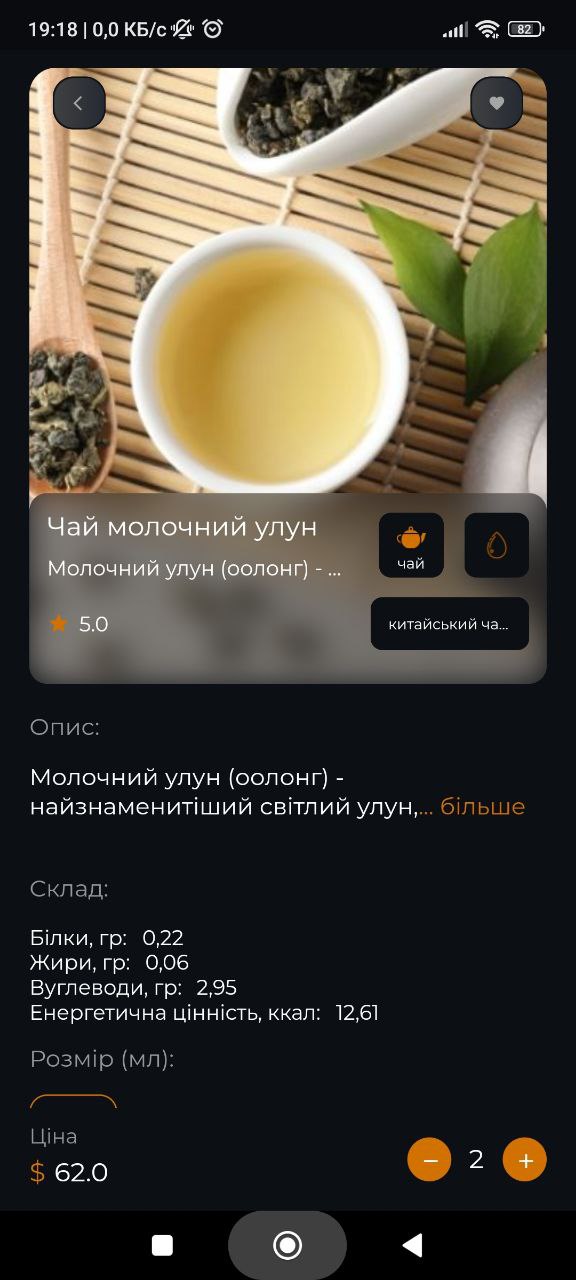 19:18 | 0,0 КБ/с
82
Чай молочний улун
чай
Молочний улун (оолонг) - ...
5.0
китайський ча...
Опис:
Молочний улун (оолонг) -
найзнаменитіший світлий улун,... більше
Склад:
Білки, гр: 0,22
Жири, гр: 0,06
Вуглеводи, гр: 2,95
Енергетична цінність, ккал: 12,61
Розмір (мл):
Ціна
$ 62.0
− 2 +